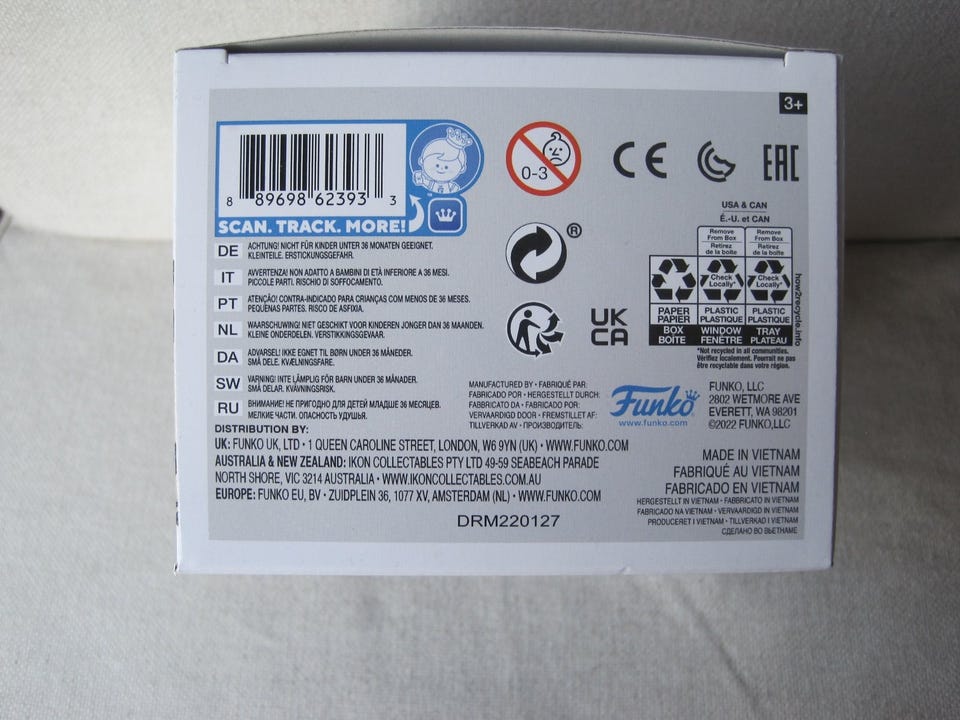 3+
8 89698 62393 3
SCAN. TRACK. MORE!
0-3
CE
EAC
USA & CAN
É.-U. et CAN
Remove From Box
Retirez de la boîte
Remove From Box
Retirez de la boîte
Check Locally*
Check Locally*
PAPER
PAPIER
PLASTIC
PLASTIQUE
PLASTIC
PLASTIQUE
BOX
BOÎTE
WINDOW
FENÊTRE
TRAY
PLATEAU
how2recycle.info
*Not recycled in all communities.
Vérifiez localement. Pourrait ne pas
être recyclable dans votre région.
®
UK
CA
DE ACHTUNG! NICHT FÜR KINDER UNTER 36 MONATEN GEEIGNET.
KLEINTEILE. ERSTICKUNGSGEFAHR.
IT AVVERTENZA! NON ADATTO A BAMBINI DI ETÀ INFERIORE A 36 MESI.
PICCOLE PARTI. RISCHIO DI SOFFOCAMENTO.
PT ATENÇÃO! CONTRA-INDICADO PARA CRIANÇAS COM MENOS DE 36 MESES.
PEQUENAS PARTES. RISCO DE ASFIXIA.
NL WAARSCHUWING! NIET GESCHIKT VOOR KINDEREN JONGER DAN 36 MAANDEN.
KLEINE ONDERDELEN. VERSTIKKINGSGEVAAR.
DA ADVARSEL! IKKE EGNET TIL BØRN UNDER 36 MÅNEDER.
SMÅ DELE. KVÆLNINGSFARE.
SW VARNING! INTE LÄMPLIG FÖR BARN UNDER 36 MÅNADER.
SMÅ DELAR. KVÄVNINGSRISK.
RU ВНИМАНИЕ! НЕ ПРИГОДНО ДЛЯ ДЕТЕЙ МЛАДШЕ 36 МЕСЯЦЕВ.
МЕЛКИЕ ЧАСТИ. ОПАСНОСТЬ УДУШЬЯ.
MANUFACTURED BY • FABRIQUÉ PAR:
FABRICADO POR • HERGESTELLT DURCH:
FABBRICATO DA • FABRICADO POR:
VERVAARDIGD DOOR • FREMSTILLET AF:
TILLVERKAD AV • ПРОИЗВОДИТЕЛЬ:
Funko
www.funko.com
FUNKO, LLC
2802 WETMORE AVE
EVERETT, WA 98201
©2022 FUNKO,LLC
DISTRIBUTION BY:
UK: FUNKO UK, LTD • 1 QUEEN CAROLINE STREET, LONDON, W6 9YN (UK) • WWW.FUNKO.COM
AUSTRALIA & NEW ZEALAND: IKON COLLECTABLES PTY LTD 49-59 SEABEACH PARADE
NORTH SHORE, VIC 3214 AUSTRALIA • WWW.IKONCOLLECTABLES.COM.AU
EUROPE: FUNKO EU, BV • ZUIDPLEIN 36, 1077 XV, AMSTERDAM (NL) • WWW.FUNKO.COM
DRM220127
MADE IN VIETNAM
FABRIQUÉ AU VIETNAM
FABRICADO EN VIETNAM
HERGESTELLT IN VIETNAM • FABBRICATO IN VIETNAM
FABRICADO NA VIETNAM • VERVAARDIGD IN VIETNAM
PRODUCERET I VIETNAM • TILLVERKAD I VIETNAM
СДЕЛАНО ВО ВЬЕТНАМЕ